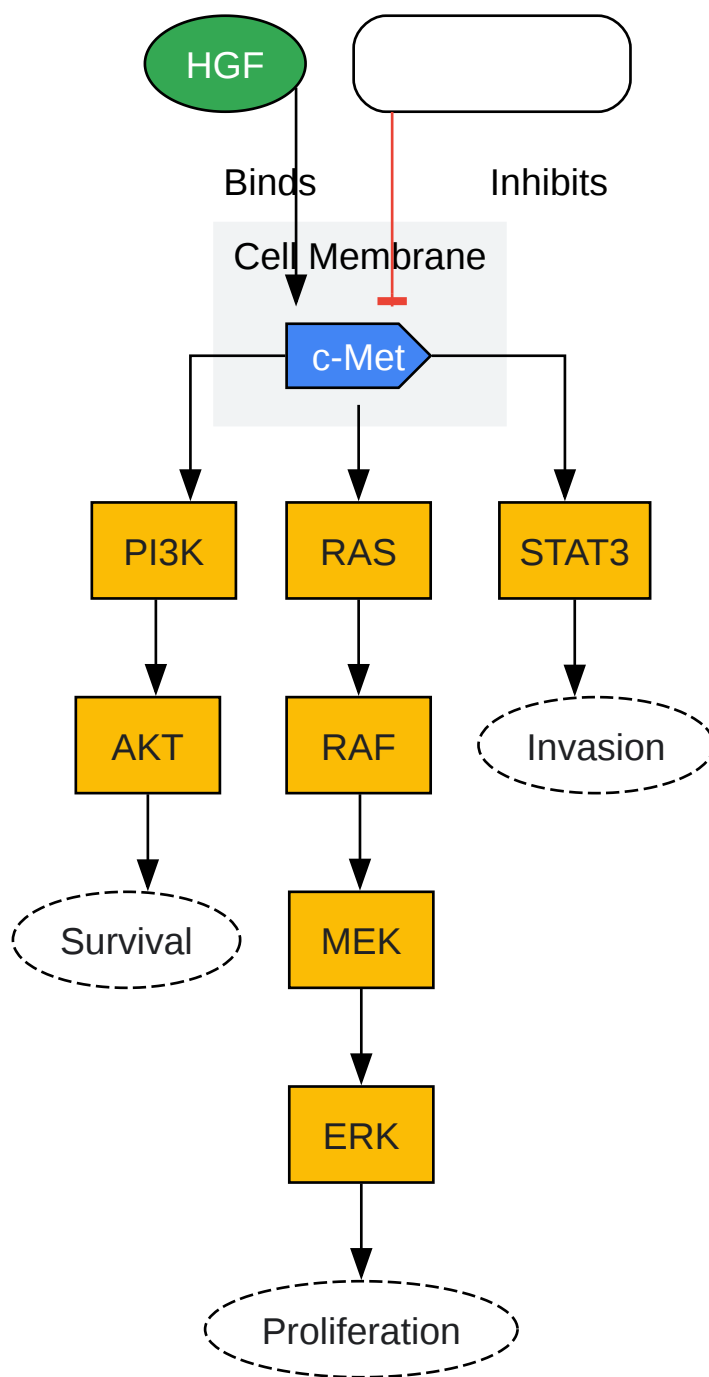 HGF
Binds
Inhibits
Cell Membrane
c-Met
PI3K
RAS
STAT3
AKT
RAF
Invasion
Survival
MEK
ERK
Proliferation